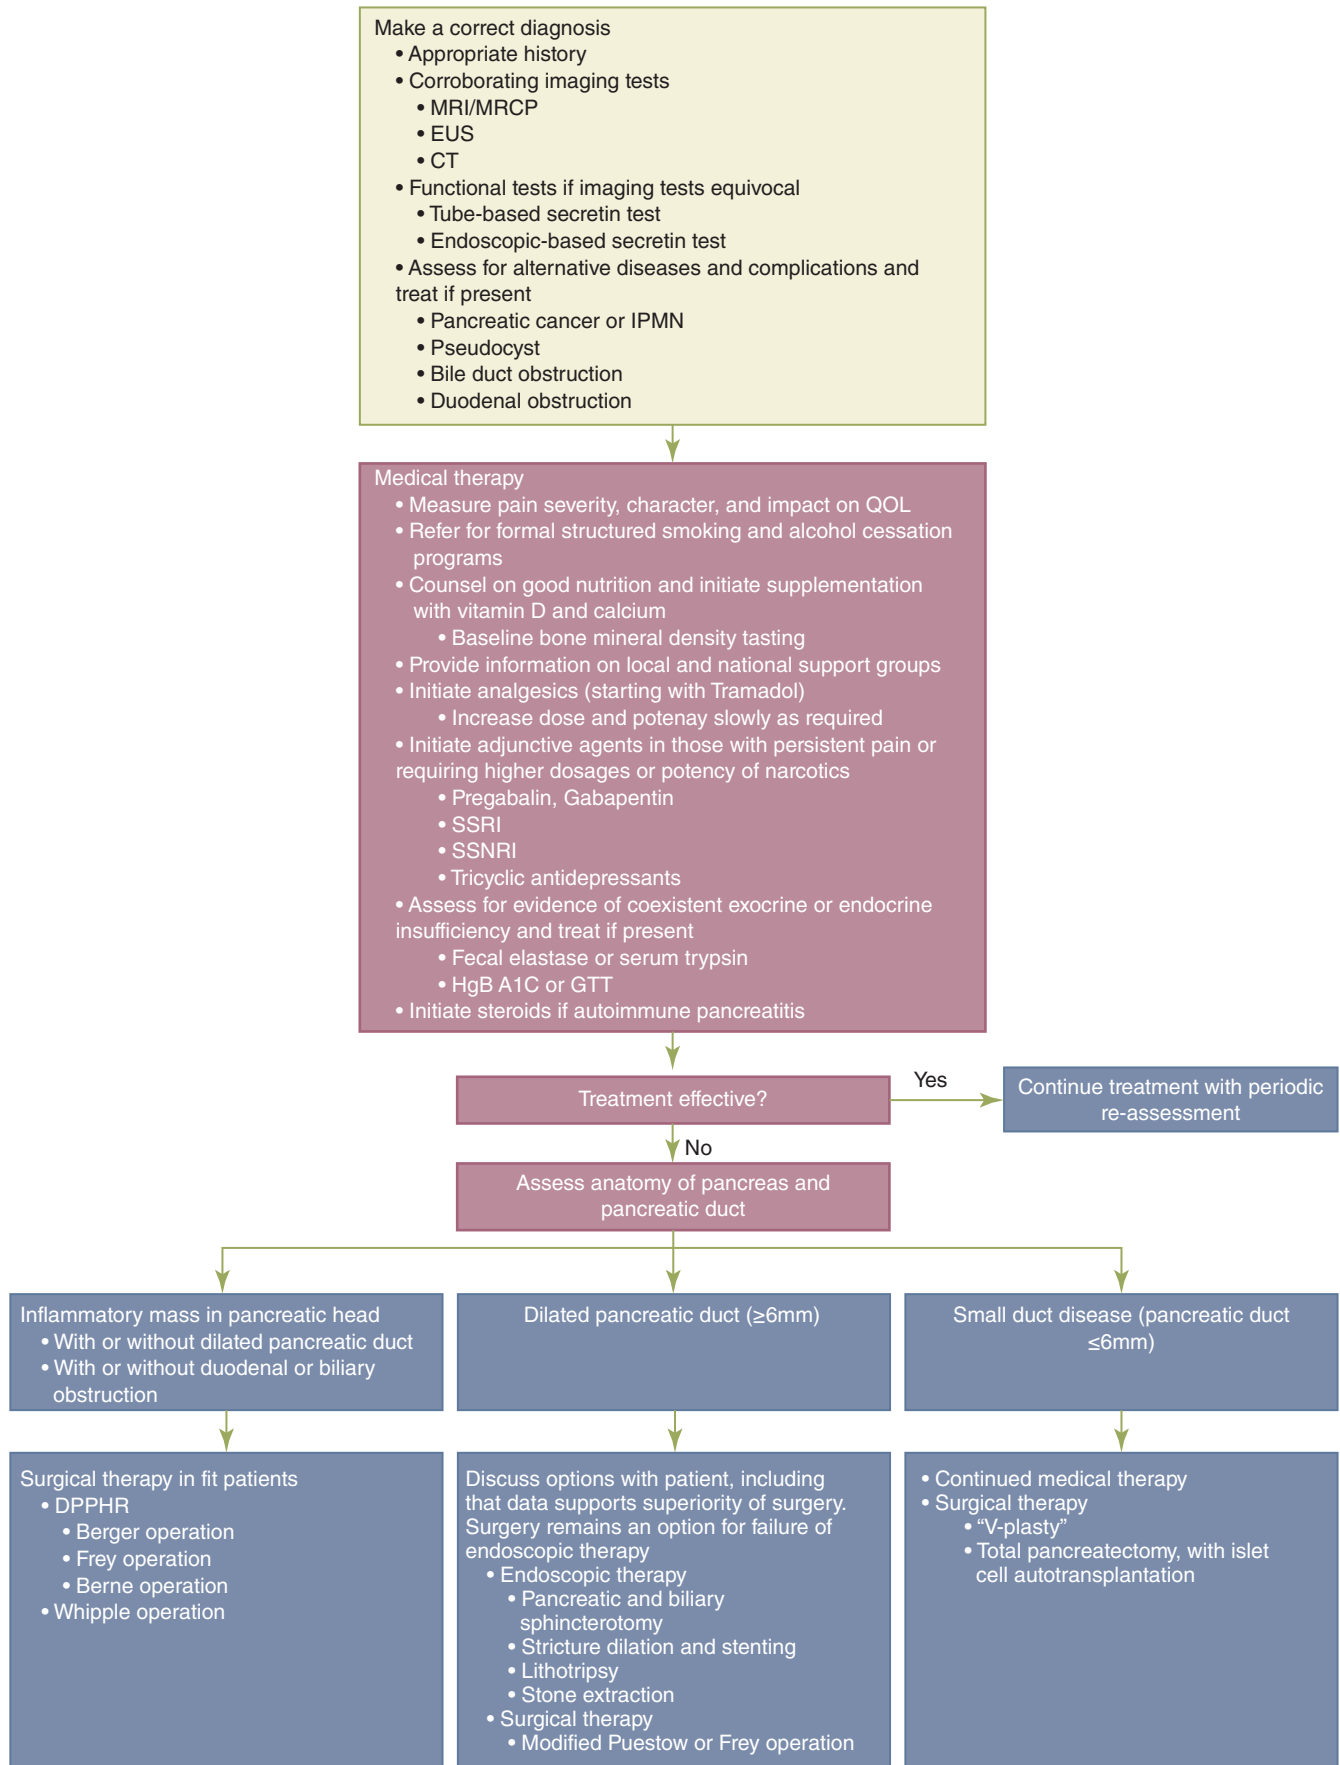 Make a correct diagnosis
• Appropriate history
• Corroborating imaging tests
• MRI/MRCP
• EUS
• CT
• Functional tests if imaging tests equivocal
• Tube-based secretin test
• Endoscopic-based secretin test
• Assess for alternative diseases and complications and
treat if present
• Pancreatic cancer or IPMN
• Pseudocyst
• Bile duct obstruction
• Duodenal obstruction
Medical therapy
• Measure pain severity, character, and impact on QOL
• Refer for formal structured smoking and alcohol cessation
programs
• Counsel on good nutrition and initiate supplementation
with vitamin D and calcium
• Baseline bone mineral density tasting
• Provide information on local and national support groups
• Initiate analgesics (starting with Tramadol)
• Increase dose and potenay slowly as required
• Initiate adjunctive agents in those with persistent pain or
requiring higher dosages or potency of narcotics
• Pregabalin, Gabapentin
• SSRI
• SSNRI
• Tricyclic antidepressants
• Assess for evidence of coexistent exocrine or endocrine
insufficiency and treat if present
• Fecal elastase or serum trypsin
• HgB A1C or GTT
• Initiate steroids if autoimmune pancreatitis
Treatment effective?
Yes
Continue treatment with periodic
re-assessment
No
Assess anatomy of pancreas and
pancreatic duct
Inflammatory mass in pancreatic head
• With or without dilated pancreatic duct
• With or without duodenal or biliary
obstruction
Dilated pancreatic duct (≥6mm)
Small duct disease (pancreatic duct
≤6mm)
Surgical therapy in fit patients
• DPPHR
• Berger operation
• Frey operation
• Berne operation
• Whipple operation
Discuss options with patient, including
that data supports superiority of surgery.
Surgery remains an option for failure of
endoscopic therapy
• Endoscopic therapy
• Pancreatic and biliary
sphincterotomy
• Stricture dilation and stenting
• Lithotripsy
• Stone extraction
• Surgical therapy
• Modified Puestow or Frey operation
• Continued medical therapy
• Surgical therapy
• “V-plasty”
• Total pancreatectomy, with islet
cell autotransplantation